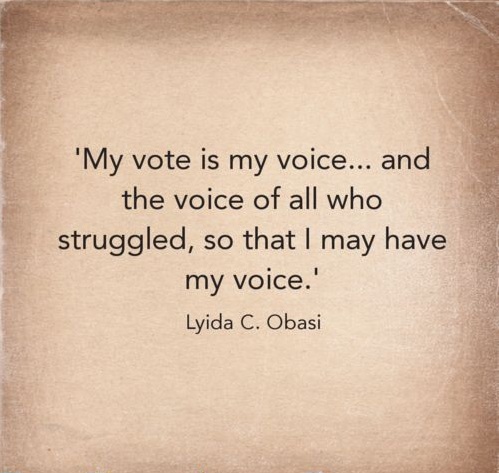 'My vote is my voice... and
the voice of all who
struggled, so that I may have
my voice.'
Lyida C. Obasi